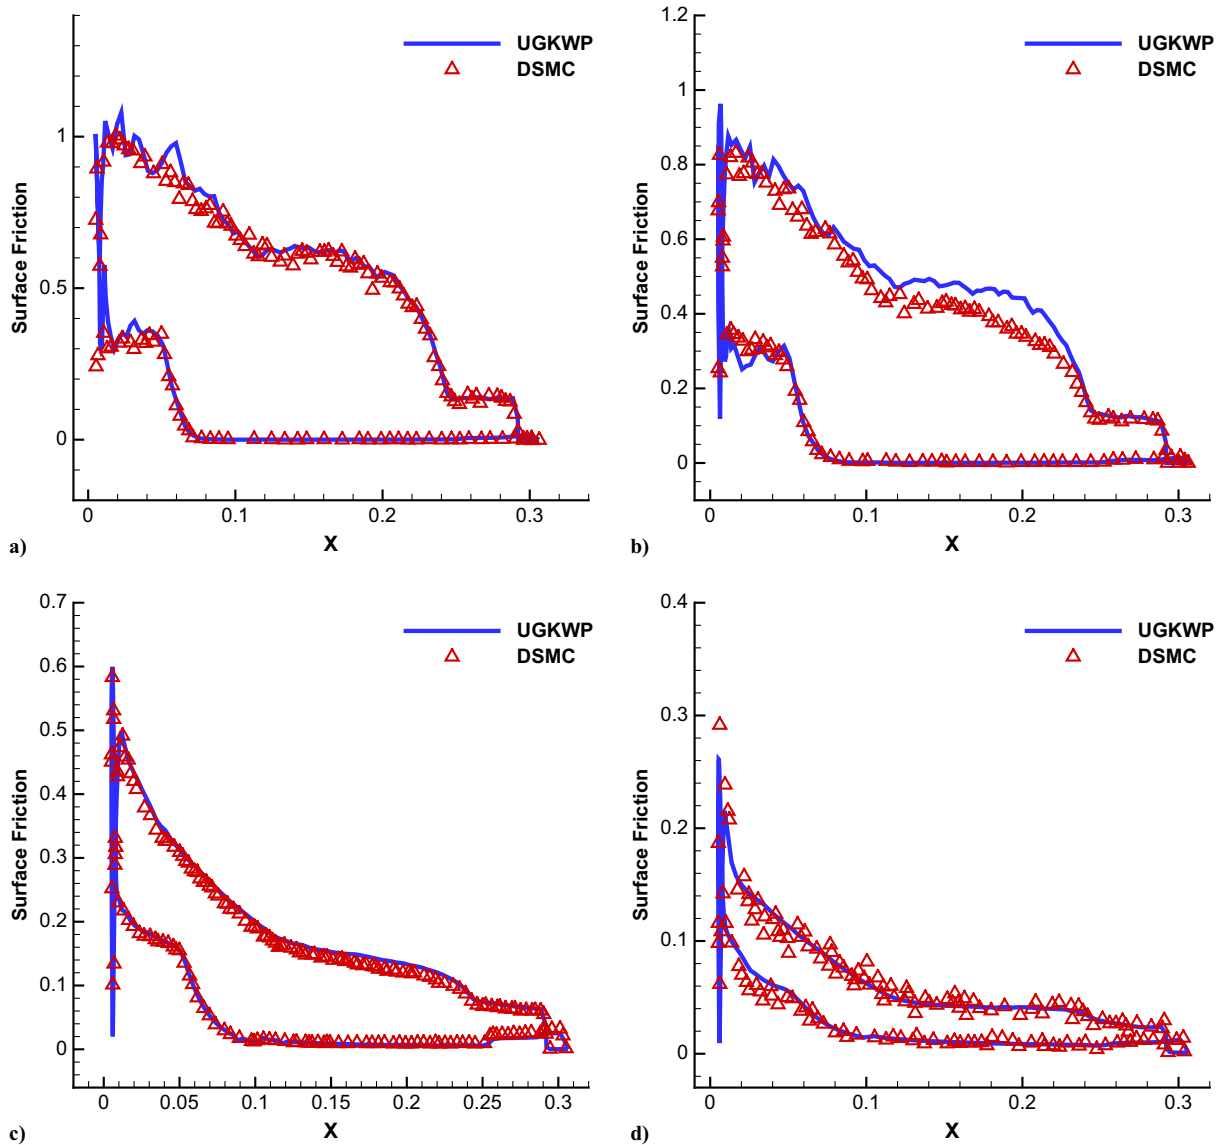 UGKWP
DSMC
Surface Friction
1
0.5
0
0 0.1 0.2 0.3
X
a)
UGKWP
DSMC
Surface Friction
1.2
1
0.8
0.6
0.4
0.2
0
0 0.1 0.2 0.3
X
b)
UGKWP
DSMC
Surface Friction
0.7
0.6
0.5
0.4
0.3
0.2
0.1
0
0 0.05 0.1 0.15 0.2 0.25 0.3
X
c)
UGKWP
DSMC
Surface Friction
0.4
0.3
0.2
0.1
0
0 0.1 0.2 0.3
X
d)